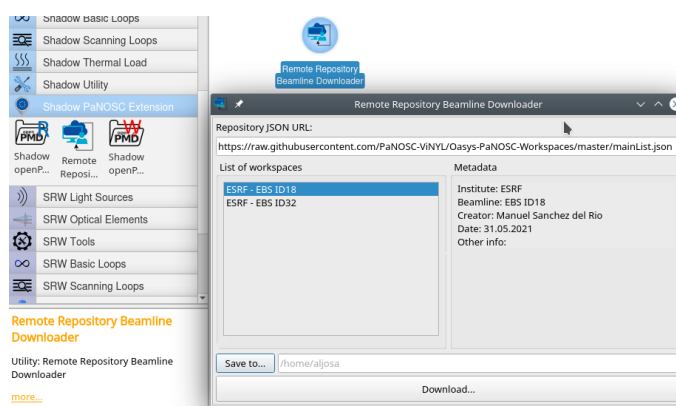 Shadow Basic Loops
Shadow Scanning Loops
Shadow Thermal Load
Shadow Utility
Shadow PaNOSC Extension
PMD R
PMD W
Shadow
openP...
Remote
Reposi...
Shadow
openP...
SRW Light Sources
SRW Optical Elements
SRW Tools
SRW Basic Loops
SRW Scanning Loops
Remote Repository Beamline
Downloader
Utility: Remote Repository Beamline
Downloader
more...
Remote Repository
Beamline Downloader
Remote Repository Beamline Downloader
Repository JSON URL:
https://raw.githubusercontent.com/PaNOSC-ViNYL/Oasys-PaNOSC-Workspaces/master/mainList.json
List of workspaces
ESRF - EBS ID18
ESRF - EBS ID32
Metadata
Institute: ESRF
Beamline: EBS ID18
Creator: Manuel Sanchez del Rio
Date: 31.05.2021
Other info:
Save to...
/home/aljosa
Download...